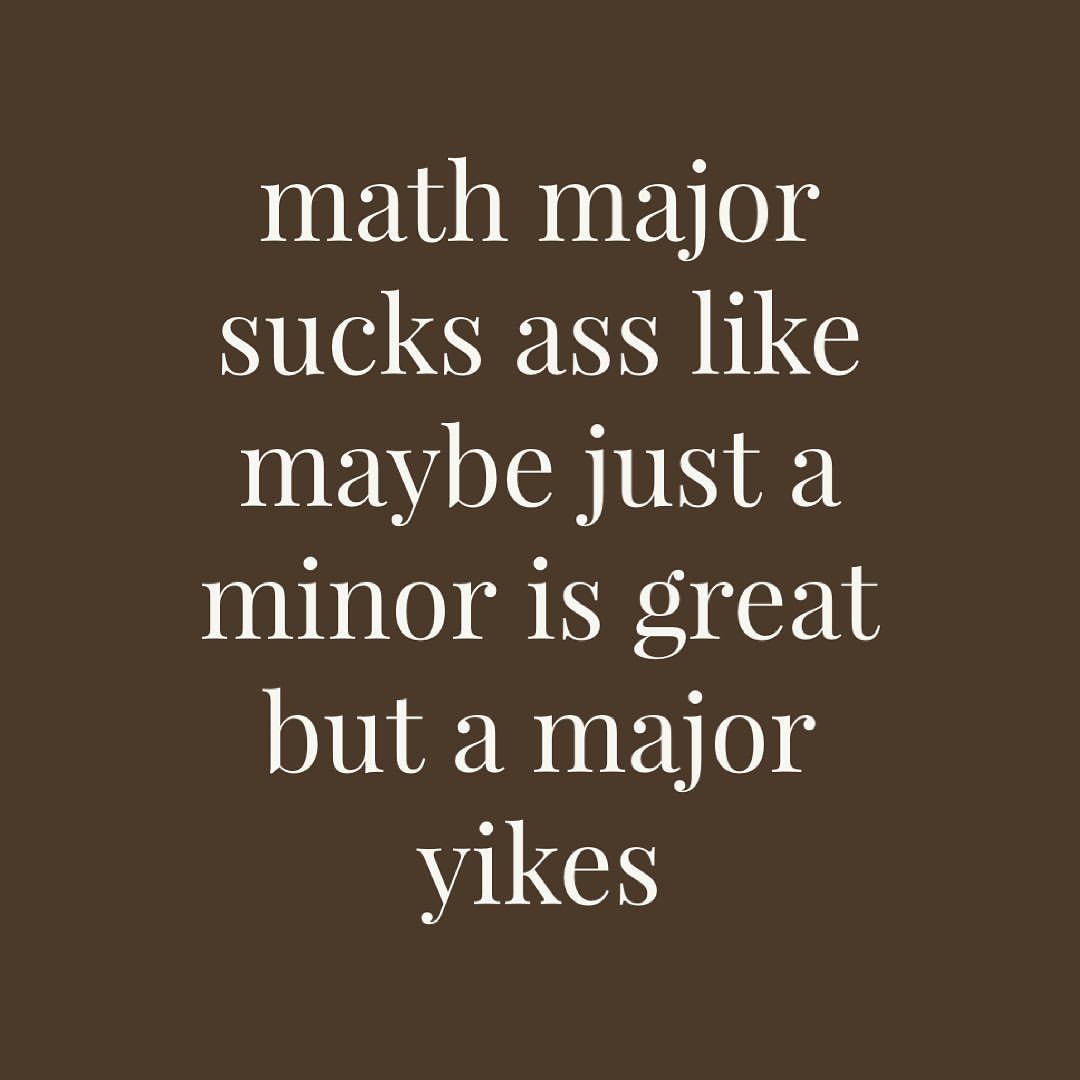 math major
sucks ass like
maybe just a
minor is great
but a major
yikes